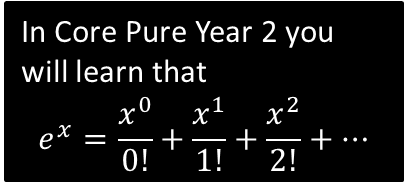 In Core Pure Year 2 you
will learn that
e^x = x^0/0! + x^1/1! + x^2/2! + ⋯